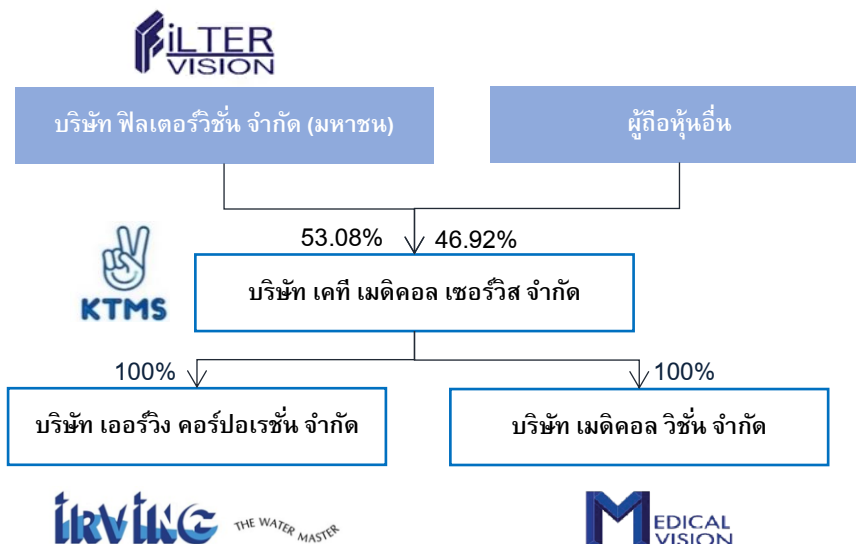 FiLTER
VISION
บริษัท ฟิลเตอร์วิชั่น จำกัด (มหาชน)
ผู้ถือหุ้นอื่น
53.08%
46.92%
KTMS
บริษัท เคที เมดิคอล เซอร์วิส จำกัด
100%
100%
บริษัท เออร์วิง คอร์ปอเรชั่น จำกัด
บริษัท เมดิคอล วิชั่น จำกัด
iRViNG THE WATER MASTER
MEDICAL
VISION